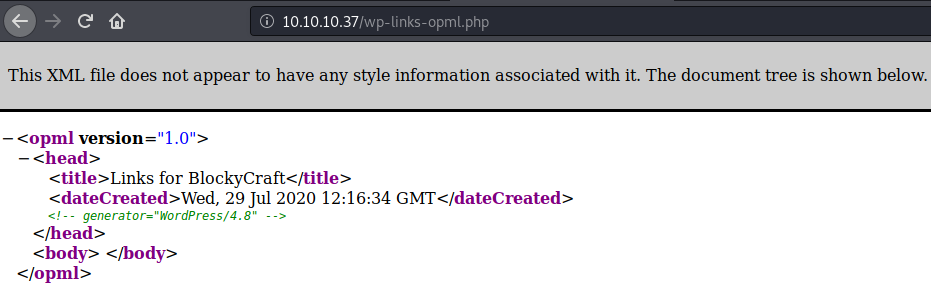 10.10.10.37/wp-links-opml.php
This XML file does not appear to have any style information associated with it. The document tree is shown below.
−<opml version="1.0">
−<head>
<title>Links for BlockyCraft</title>
<dateCreated>Wed, 29 Jul 2020 12:16:34 GMT</dateCreated>
<!-- generator="WordPress/4.8" -->
</head>
<body> </body>
</opml>